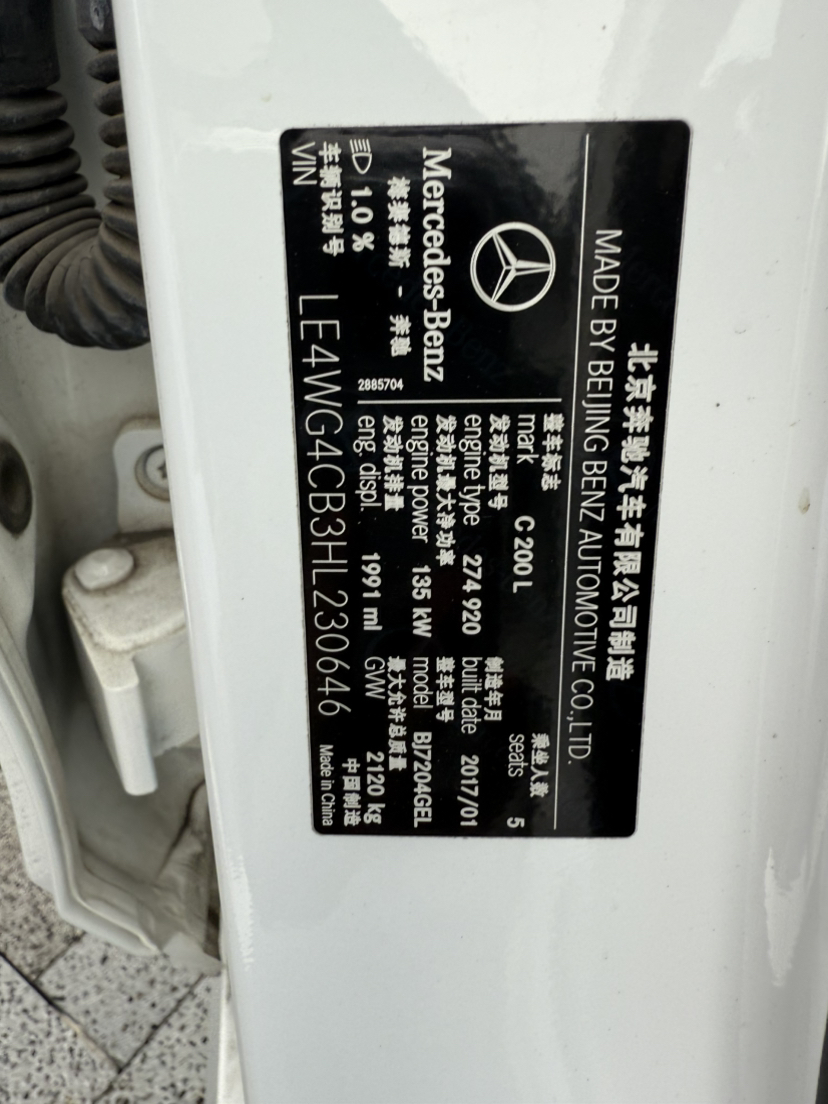 北京奔驰汽车有限公司制造
MADE BY BEIJING BENZ AUTOMOTIVE CO.,LTD.
Mercedes-Benz
梅赛德斯 - 奔驰
1.0 %
2885704
整车标志
mark C 200 L
乘坐人数
seats 5
发动机型号
engine type 274 920
制造年月
built date 2017/01
发动机最大净功率
engine power 135 kW
整车型号
model BJ7204GEL
发动机排量
eng. displ. 1991 ml
最大允许总质量
GVW 2120 kg
车辆识别号
VIN LE4WG4CB3HL230646
中国制造
Made in China